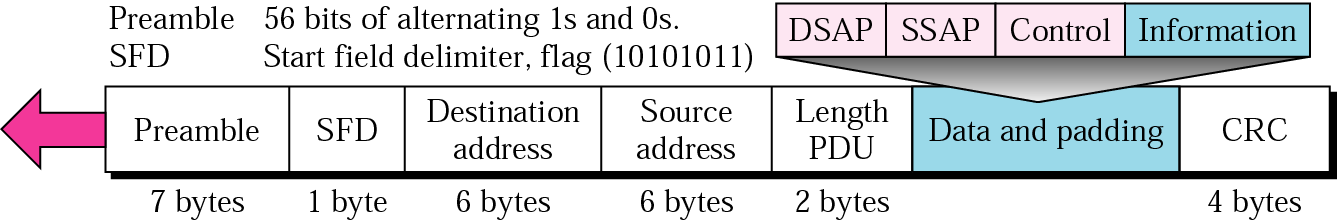 Preamble 56 bits of alternating 1s and 0s.
SFD Start field delimiter, flag (10101011)
DSAP SSAP Control Information
Preamble
SFD
Destination
address
Source
address
Length
PDU
Data and padding
CRC
7 bytes 1 byte 6 bytes 6 bytes 2 bytes 4 bytes